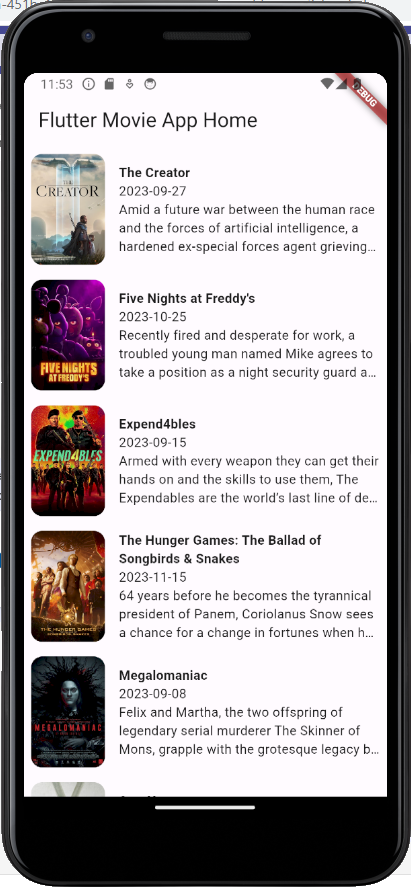 11:53
DEBUG
Flutter Movie App Home
THE
CREATOR
The Creator
2023-09-27
Amid a future war between the human race
and the forces of artificial intelligence, a
hardened ex-special forces agent grieving...
FIVE NIGHTS
AT FREDDY'S
Five Nights at Freddy's
2023-10-25
Recently fired and desperate for work, a
troubled young man named Mike agrees to
take a position as a night security guard a...
EXPEND4BLES
Expend4bles
2023-09-15
Armed with every weapon they can get their
hands on and the skills to use them, The
Expendables are the world's last line of de...
THE HUNGER GAMES
The Hunger Games: The Ballad of
Songbirds & Snakes
2023-11-15
64 years before he becomes the tyrannical
president of Panem, Coriolanus Snow sees
a chance for a change in fortunes when h...
MEGALOMANIAC
Megalomaniac
2023-09-08
Felix and Martha, the two offspring of
legendary serial murderer The Skinner of
Mons, grapple with the grotesque legacy b...